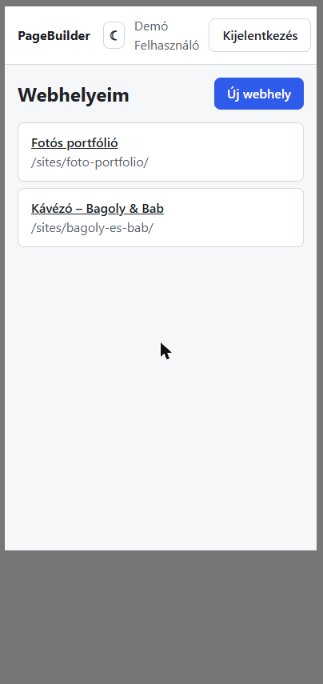 PageBuilder
☾
Demó
Felhasználó
Kijelentkezés
Webhelyeim
Új webhely
Fotós portfólió
/sites/foto-portfolio/
Kávézó – Bagoly & Bab
/sites/bagoly-es-bab/